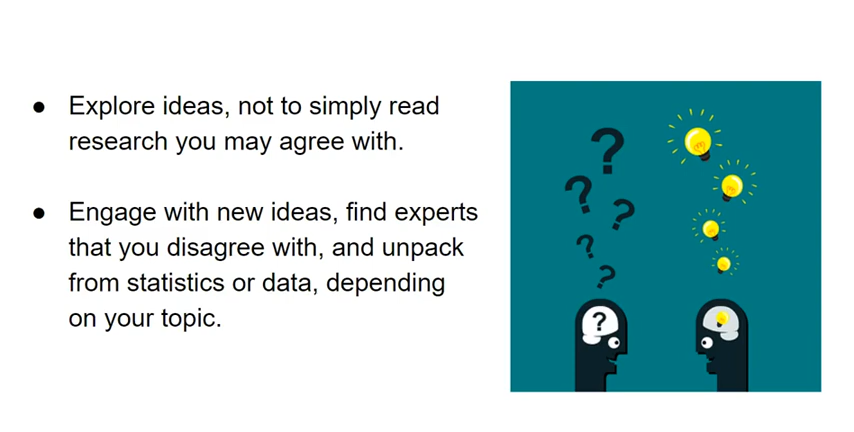 ● Explore ideas, not to simply read
research you may agree with.
● Engage with new ideas, find experts
that you disagree with, and unpack
from statistics or data, depending
on your topic.
?
?
?
?
?
?